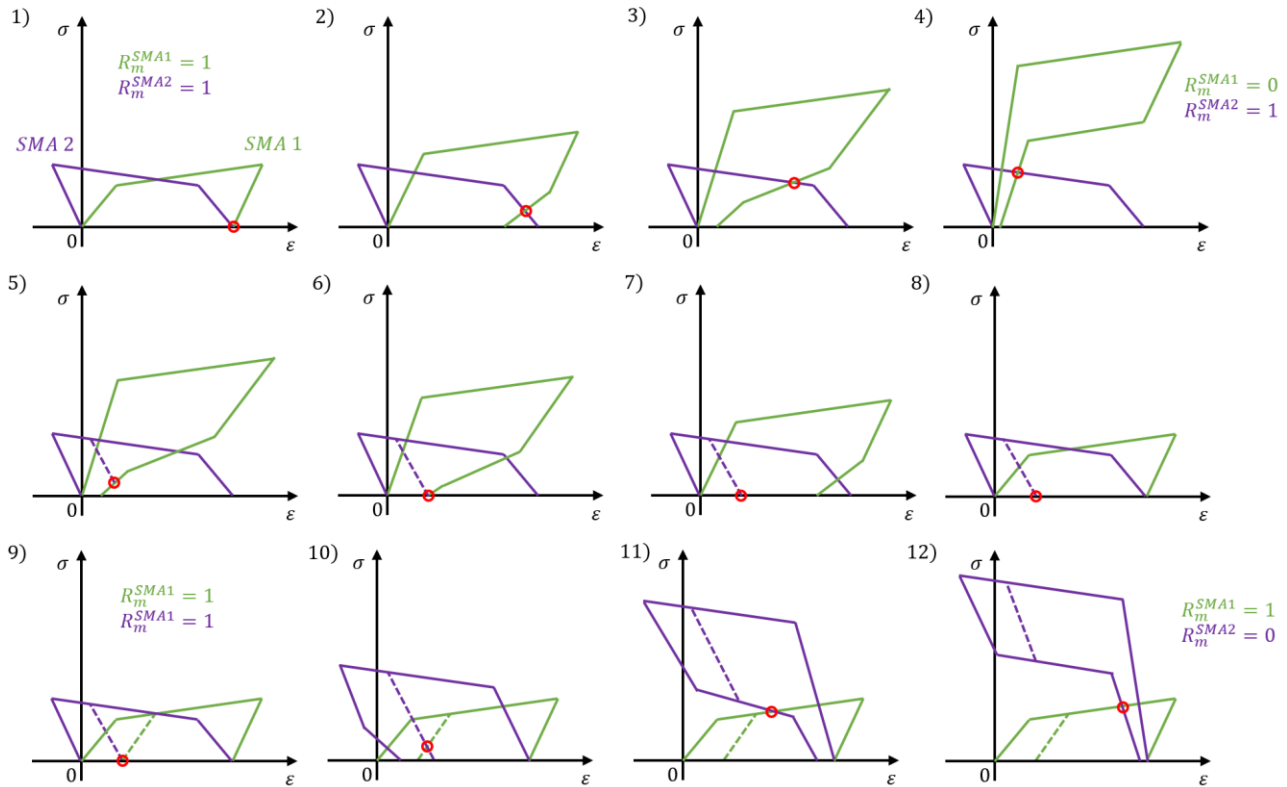 1) σ
R_m^{SMA1} = 1
R_m^{SMA2} = 1
SMA 2 SMA 1
0 ε
2) σ
0 ε
3) σ
0 ε
4) σ
R_m^{SMA1} = 0
R_m^{SMA2} = 1
0 ε
5) σ
0 ε
6) σ
0 ε
7) σ
0 ε
8) σ
0 ε
9) σ
R_m^{SMA1} = 1
R_m^{SMA1} = 1
0 ε
10) σ
0 ε
11) σ
0 ε
12) σ
R_m^{SMA1} = 1
R_m^{SMA2} = 0
0 ε